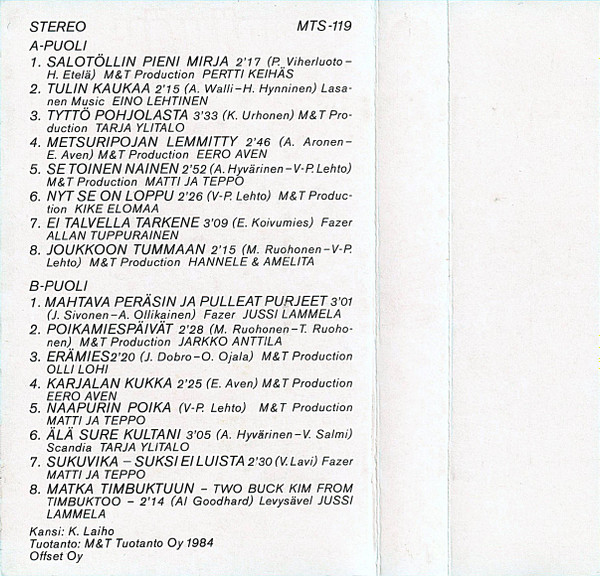 STEREO MTS-119
A-PUOLI
1. SALOTÖLLIN PIENI MIRJA 2'17 (P. Viherluoto–
H. Etelä) M&T Production PERTTI KEIHÄS
2. TULIN KAUKAA 2'15 (A. Walli–H. Hynninen) Lasa-
nen Music EINO LEHTINEN
3. TYTTÖ POHJOLASTA 3'33 (K. Urhonen) M&T Pro-
duction TARJA YLITALO
4. METSURIPOJAN LEMMITTY 2'46 (A. Aronen–
E. Aven) M&T Production EERO AVEN
5. SE TOINEN NAINEN 2'52 (A. Hyvärinen–V-P. Lehto)
M&T Production MATTI JA TEPPO
6. NYT SE ON LOPPU 2'26 (V-P. Lehto) M&T Produc-
tion KIKE ELOMAA
7. EI TALVELLA TARKENE 3'09 (E. Koivumies) Fazer
ALLAN TUPPURAINEN
8. JOUKKOON TUMMAAN 2'15 (M. Ruohonen–V-P.
Lehto) M&T Production HANNELE & AMELITA
B-PUOLI
1. MAHTAVA PERÄSIN JA PULLEAT PURJEET 3'01
(J. Sivonen–A. Ollikainen) Fazer JUSSI LAMMELA
2. POIKAMIESPÄIVÄT 2'28 (M. Ruohonen–T. Ruoho-
nen) M&T Production JARKKO ANTTILA
3. ERÄMIES 2'20 (J. Dobro–O. Ojala) M&T Production
OLLI LOHI
4. KARJALAN KUKKA 2'25 (E. Aven) M&T Production
EERO AVEN
5. NAAPURIN POIKA (V-P. Lehto) M&T Production
MATTI JA TEPPO
6. ÄLÄ SURE KULTANI 3'05 (A. Hyvärinen–V. Salmi)
Scandia TARJA YLITALO
7. SUKUVIKA – SUKSI EI LUISTA 2'30 (V. Lavi) Fazer
MATTI JA TEPPO
8. MATKA TIMBUKTUUN – TWO BUCK KIM FROM
TIMBUKTOO – 2'14 (Al Goodhard) Levysävel JUSSI
LAMMELA
Kansi: K. Laiho
Tuotanto: M&T Tuotanto Oy 1984
Offset Oy